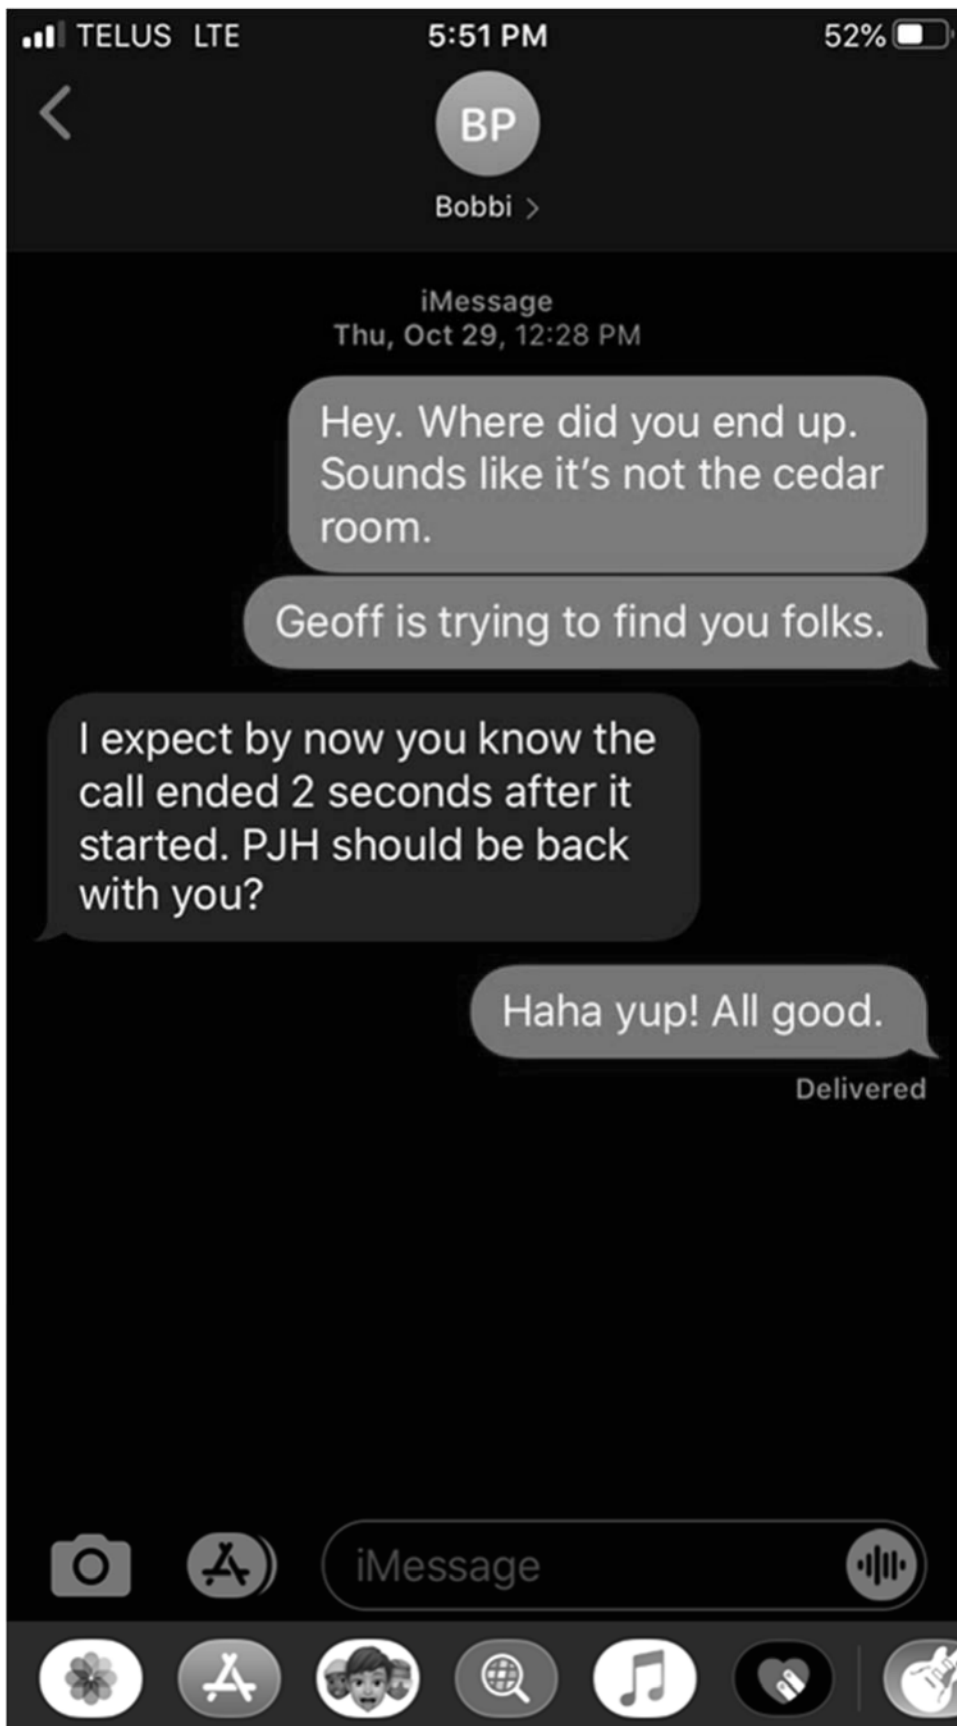 TELUS LTE 5:51 PM 52%
BP
Bobbi >
iMessage
Thu, Oct 29, 12:28 PM
Hey. Where did you end up.
Sounds like it's not the cedar
room.
Geoff is trying to find you folks.
I expect by now you know the
call ended 2 seconds after it
started. PJH should be back
with you?
Haha yup! All good.
Delivered
iMessage